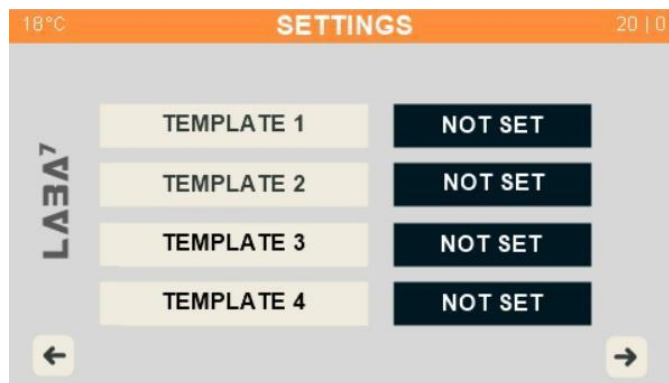 18°C SETTINGS 20 | 0
TEMPLATE 1 NOT SET
TEMPLATE 2 NOT SET
TEMPLATE 3 NOT SET
TEMPLATE 4 NOT SET
LABA7